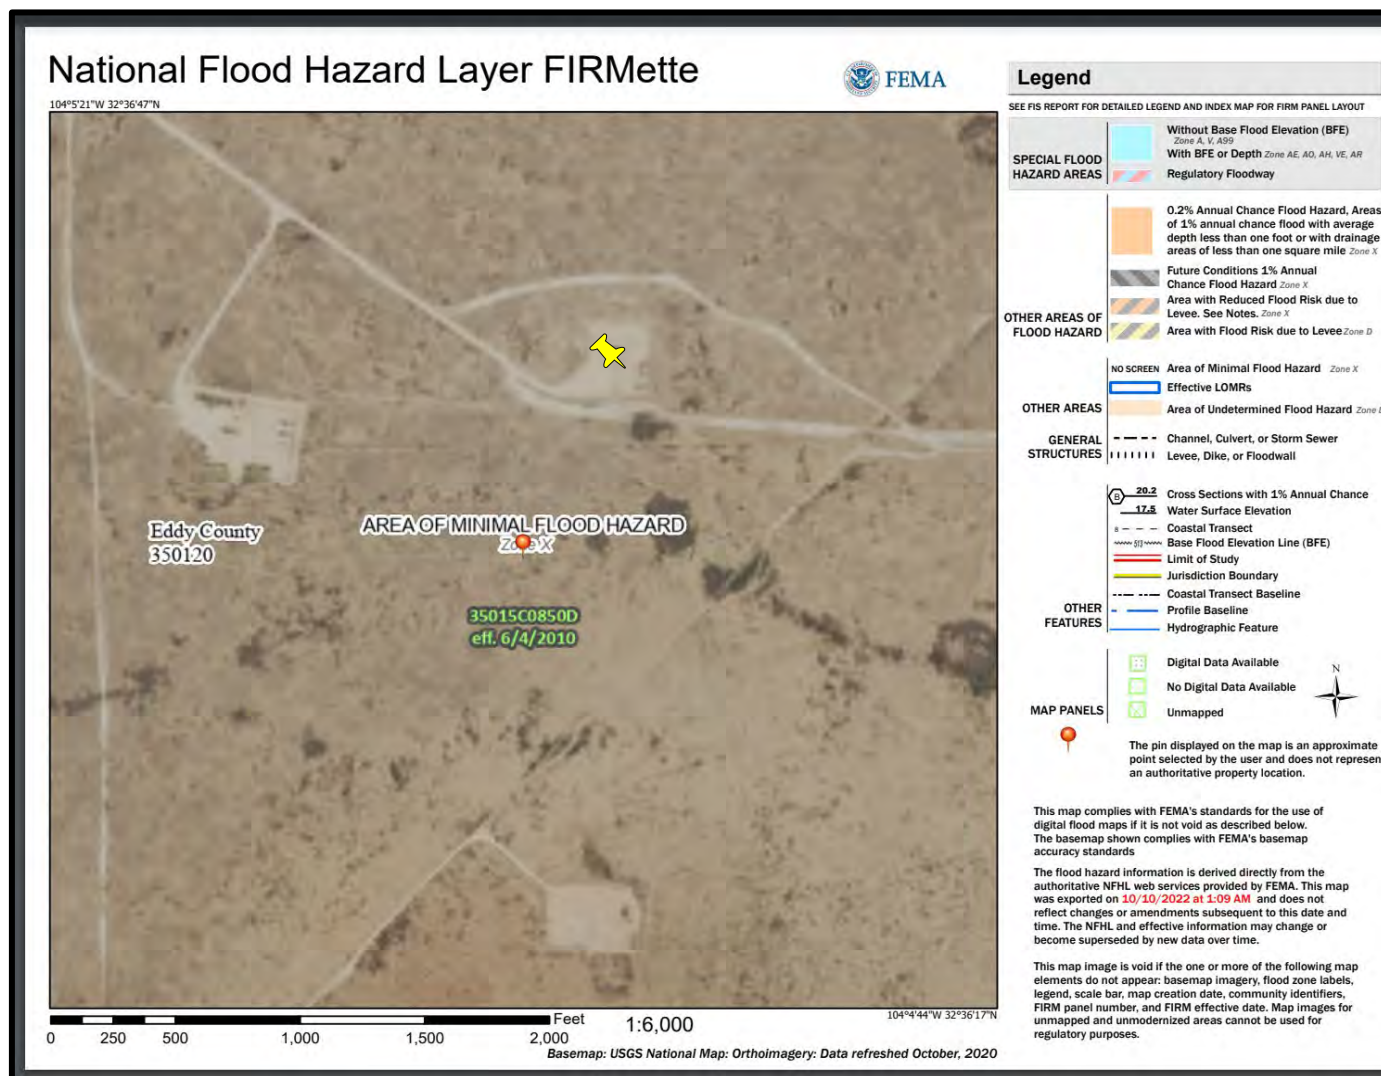 National Flood Hazard Layer FIRMette
FEMA
104°5'21"W 32°36'47"N
Eddy County
350120
AREA OF MINIMAL FLOOD HAZARD
Zone X
35015C0850D
eff. 6/4/2010
104°4'44"W 32°36'17"N
0 250 500 1,000 1,500 2,000
Feet
1:6,000
Basemap: USGS National Map: Orthoimagery: Data refreshed October, 2020
Legend
SEE FIS REPORT FOR DETAILED LEGEND AND INDEX MAP FOR FIRM PANEL LAYOUT
SPECIAL FLOOD
HAZARD AREAS
Without Base Flood Elevation (BFE)
Zone A, V, A99
With BFE or Depth Zone AE, AO, AH, VE, AR
Regulatory Floodway
OTHER AREAS OF
FLOOD HAZARD
0.2% Annual Chance Flood Hazard, Areas
of 1% annual chance flood with average
depth less than one foot or with drainage
areas of less than one square mile Zone X
Future Conditions 1% Annual
Chance Flood Hazard Zone X
Area with Reduced Flood Risk due to
Levee. See Notes. Zone X
Area with Flood Risk due to Levee Zone D
OTHER AREAS
NO SCREEN Area of Minimal Flood Hazard Zone X
Effective LOMRs
Area of Undetermined Flood Hazard Zone
GENERAL
STRUCTURES
Channel, Culvert, or Storm Sewer
Levee, Dike, or Floodwall
OTHER
FEATURES
B 20.2 Cross Sections with 1% Annual Chance
17.5 Water Surface Elevation
8 Coastal Transect
513 Base Flood Elevation Line (BFE)
Limit of Study
Jurisdiction Boundary
Coastal Transect Baseline
Profile Baseline
Hydrographic Feature
MAP PANELS
Digital Data Available
No Digital Data Available
Unmapped
N
The pin displayed on the map is an approximate
point selected by the user and does not represen
an authoritative property location.
This map complies with FEMA's standards for the use of
digital flood maps if it is not void as described below.
The basemap shown complies with FEMA's basemap
accuracy standards
The flood hazard information is derived directly from the
authoritative NFHL web services provided by FEMA. This map
was exported on 10/10/2022 at 1:09 AM and does not
reflect changes or amendments subsequent to this date and
time. The NFHL and effective information may change or
become superseded by new data over time.
This map image is void if the one or more of the following map
elements do not appear: basemap imagery, flood zone labels,
legend, scale bar, map creation date, community identifiers,
FIRM panel number, and FIRM effective date. Map images for
unmapped and unmodernized areas cannot be used for
regulatory purposes.